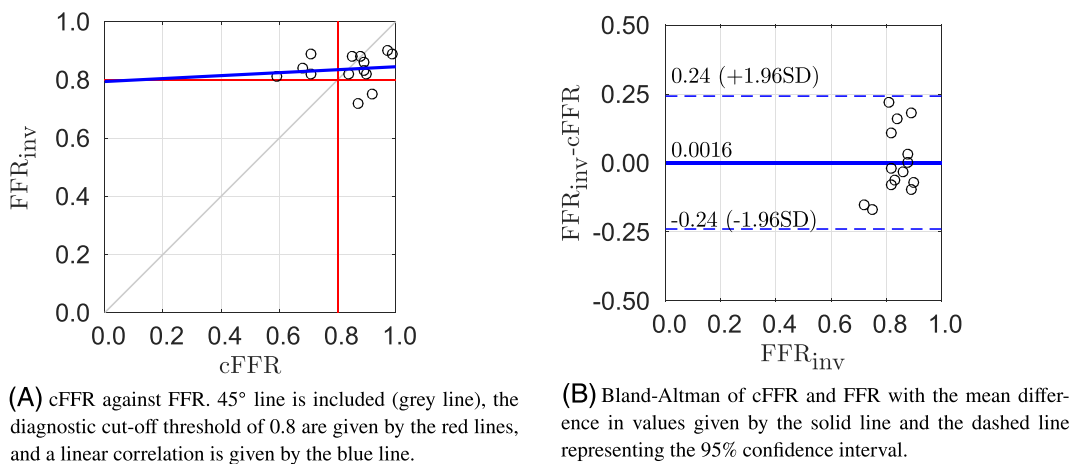 1.0
0.8
0.6
0.4
0.2
0.0
FFRinv
0.0 0.2 0.4 0.6 0.8 1.0
cFFR
(A) cFFR against FFR. 45° line is included (grey line), the
diagnostic cut-off threshold of 0.8 are given by the red lines,
and a linear correlation is given by the blue line.
0.50
0.25
0.00
-0.25
-0.50
FFRinv-cFFR
0.24 (+1.96SD)
0.0016
-0.24 (-1.96SD)
0.0 0.2 0.4 0.6 0.8 1.0
FFRinv
(B) Bland-Altman of cFFR and FFR with the mean differ-
ence in values given by the solid line and the dashed line
representing the 95% confidence interval.